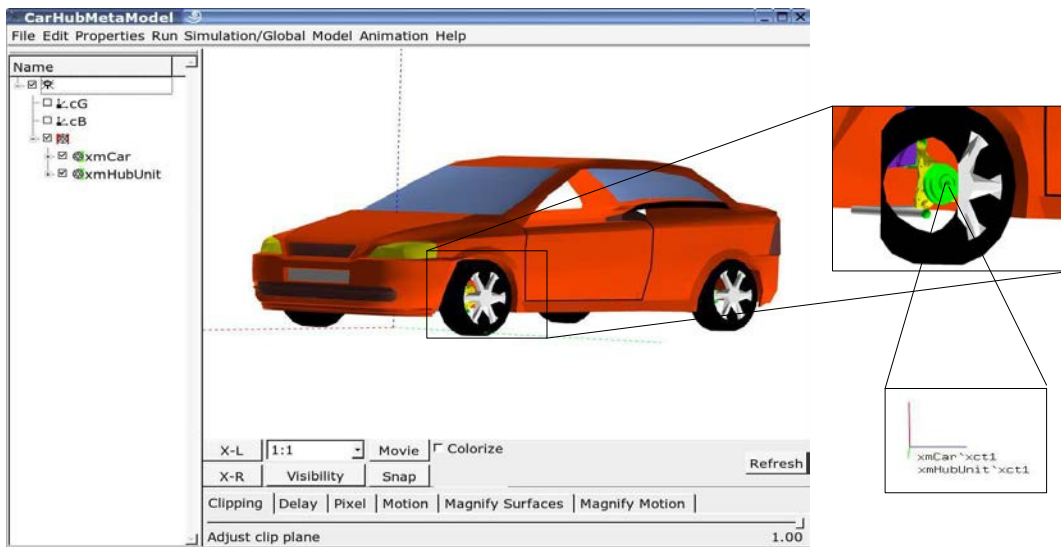 CarHubMetaModel
File Edit Properties Run Simulation/Global Model Animation Help
Name
cG
cB
xmCar
xmHubUnit
X-L 1:1 Movie Colorize
Refresh
X-R Visibility Snap
Clipping Delay Pixel Motion Magnify Surfaces Magnify Motion
Adjust clip plane 1.00
xmCar`xct1
xmHubUnit`xct1